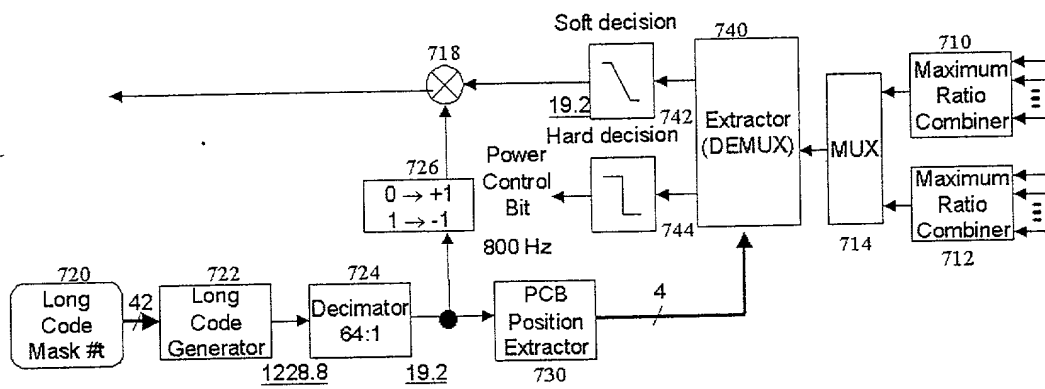 Soft decision
740
710
718
Maximum
Ratio
Combiner
19.2
742
Hard decision
Extractor
(DEMUX)
MUX
Power
Control
Bit
726
0 → +1
1 → -1
Maximum
Ratio
Combiner
744
714
712
800 Hz
720
722
724
Long
Code
Mask #t
42
Long
Code
Generator
Decimator
64:1
PCB
Position
Extractor
4
1228.8
19.2
730